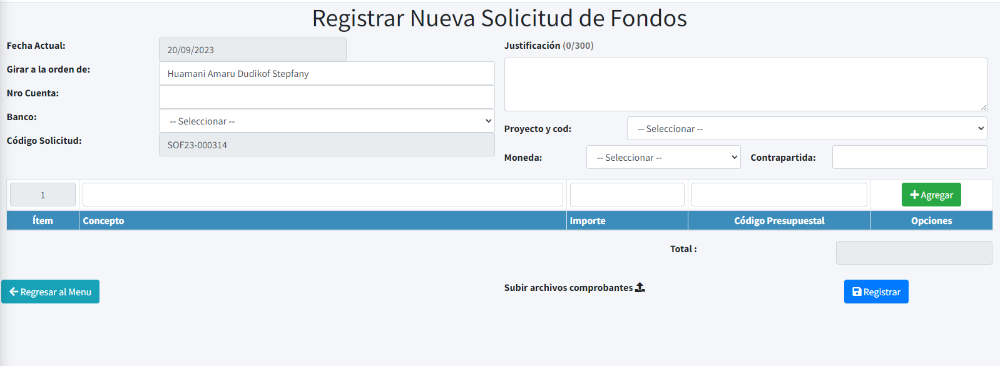 Registrar Nueva Solicitud de Fondos
Fecha Actual: 20/09/2023
Girar a la orden de: Huamani Amaru Dudikof Stepfany
Nro Cuenta:
Banco: -- Seleccionar --
Código Solicitud: SOF23-000314
Justificación (0/300)
Proyecto y cod: -- Seleccionar --
Moneda: -- Seleccionar -- Contrapartida:
1 Agregar
Ítem Concepto Importe Código Presupuestal Opciones
Total :
Regresar al Menu Subir archivos comprobantes Registrar